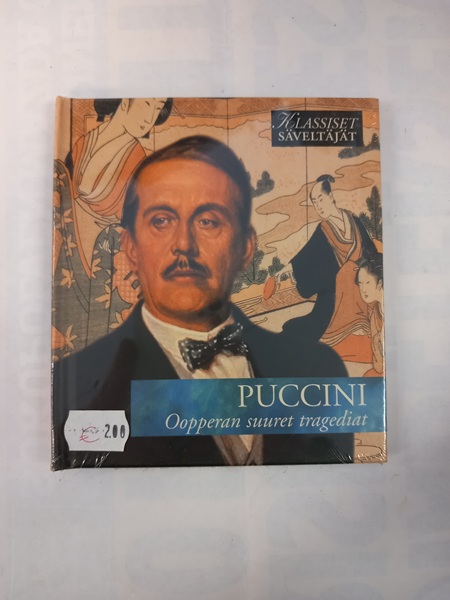 KLASSISET
SÄVELTÄJÄT
PUCCINI
Oopperan suuret tragediat
€ 2.00